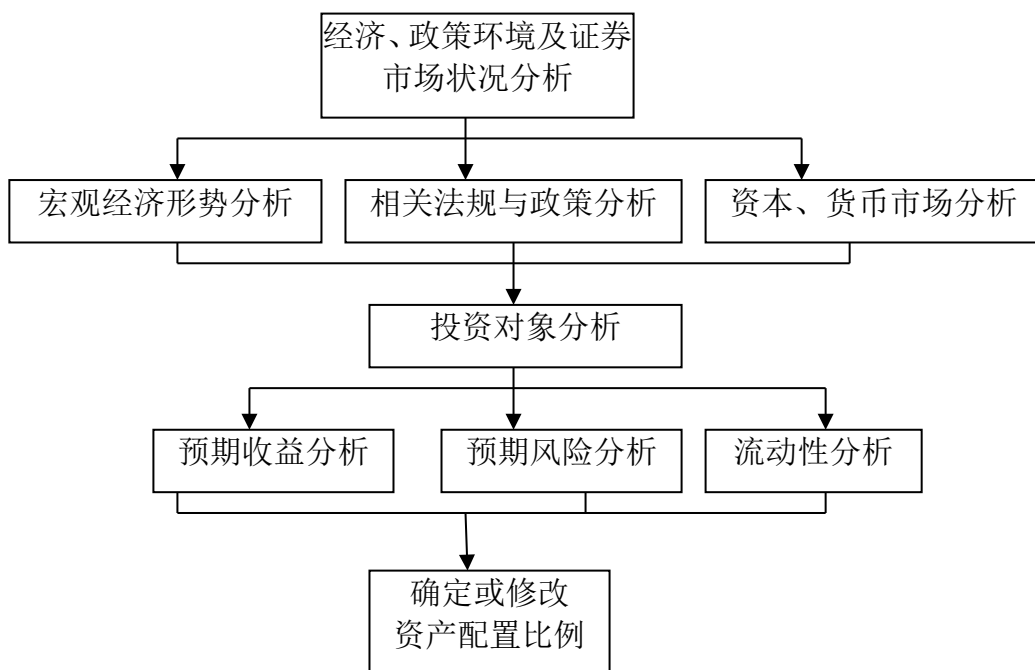 经济、政策环境及证券
市场状况分析
宏观经济形势分析
相关法规与政策分析
资本、货币市场分析
投资对象分析
预期收益分析
预期风险分析
流动性分析
确定或修改
资产配置比例